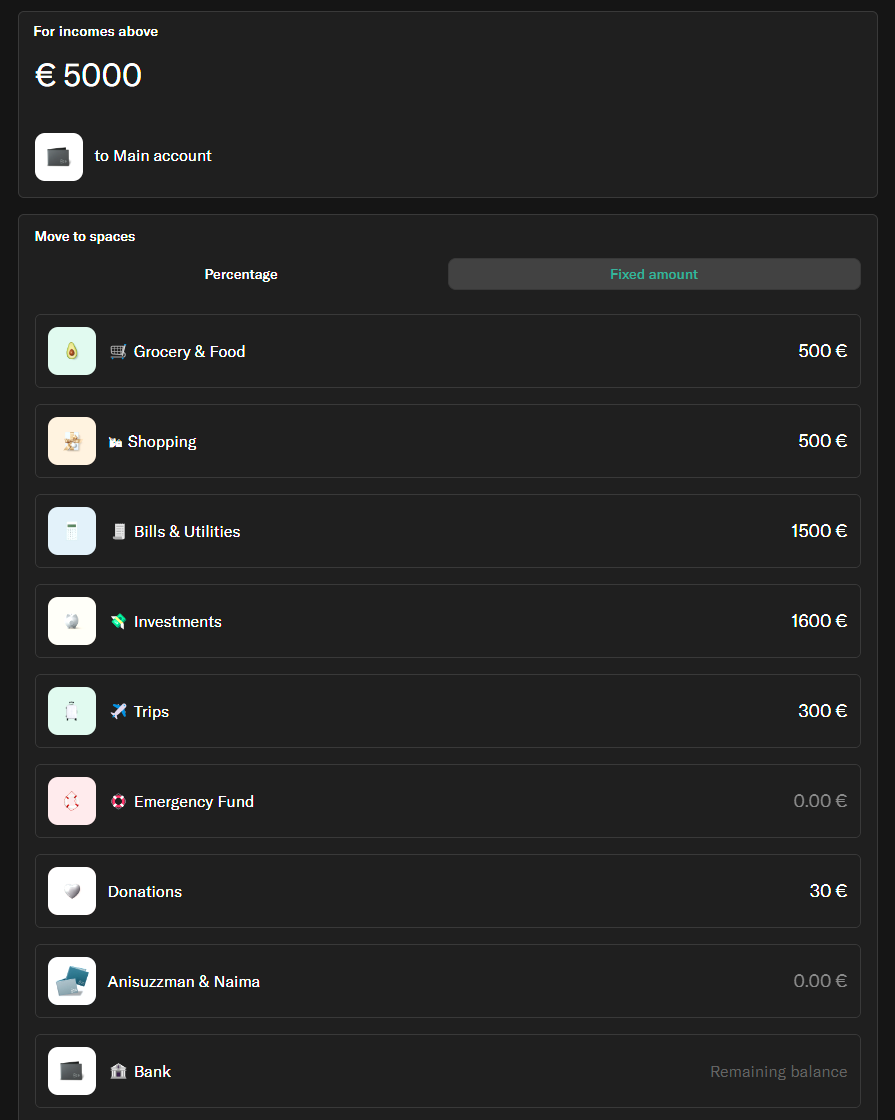 For incomes above
€ 5000
to Main account
Move to spaces
Percentage
Fixed amount
Grocery & Food
500 €
Shopping
500 €
Bills & Utilities
1500 €
Investments
1600 €
Trips
300 €
Emergency Fund
0.00 €
Donations
30 €
Anisuzzman & Naima
0.00 €
Bank
Remaining balance